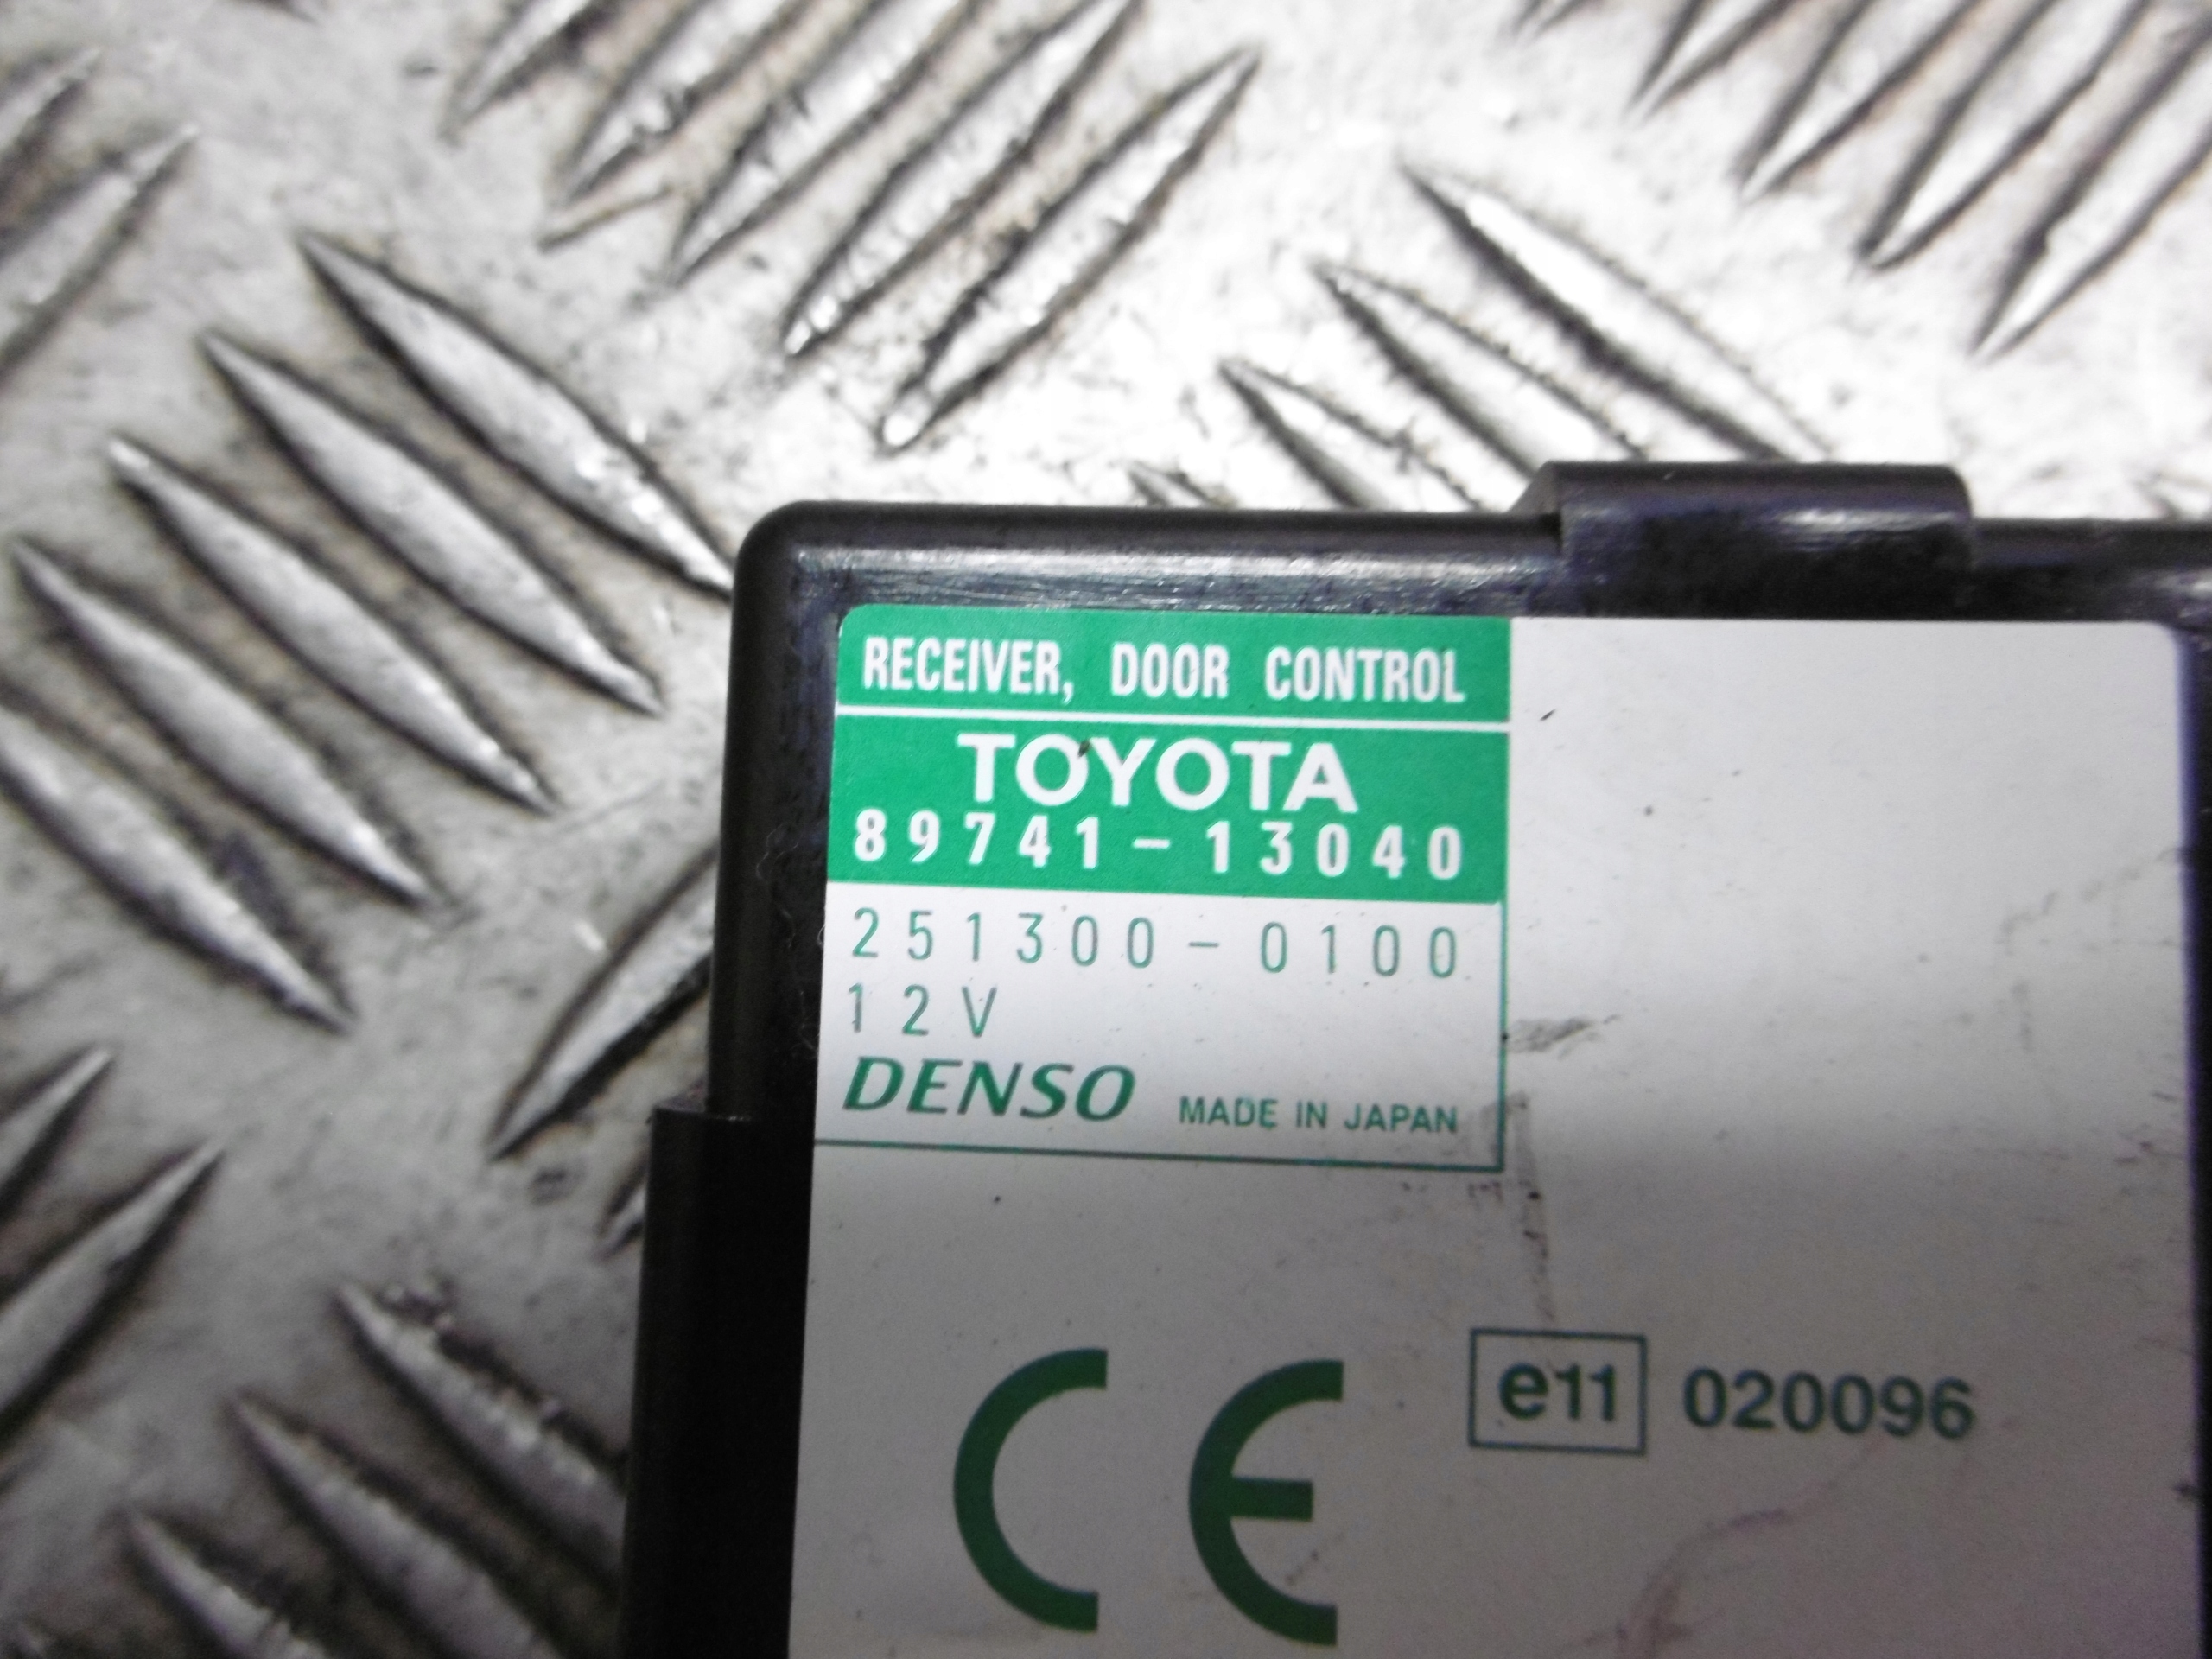 RECEIVER, DOOR CONTROL
TOYOTA
89741-13040
251300-0100
12V
DENSO MADE IN JAPAN
CE
e11 020096